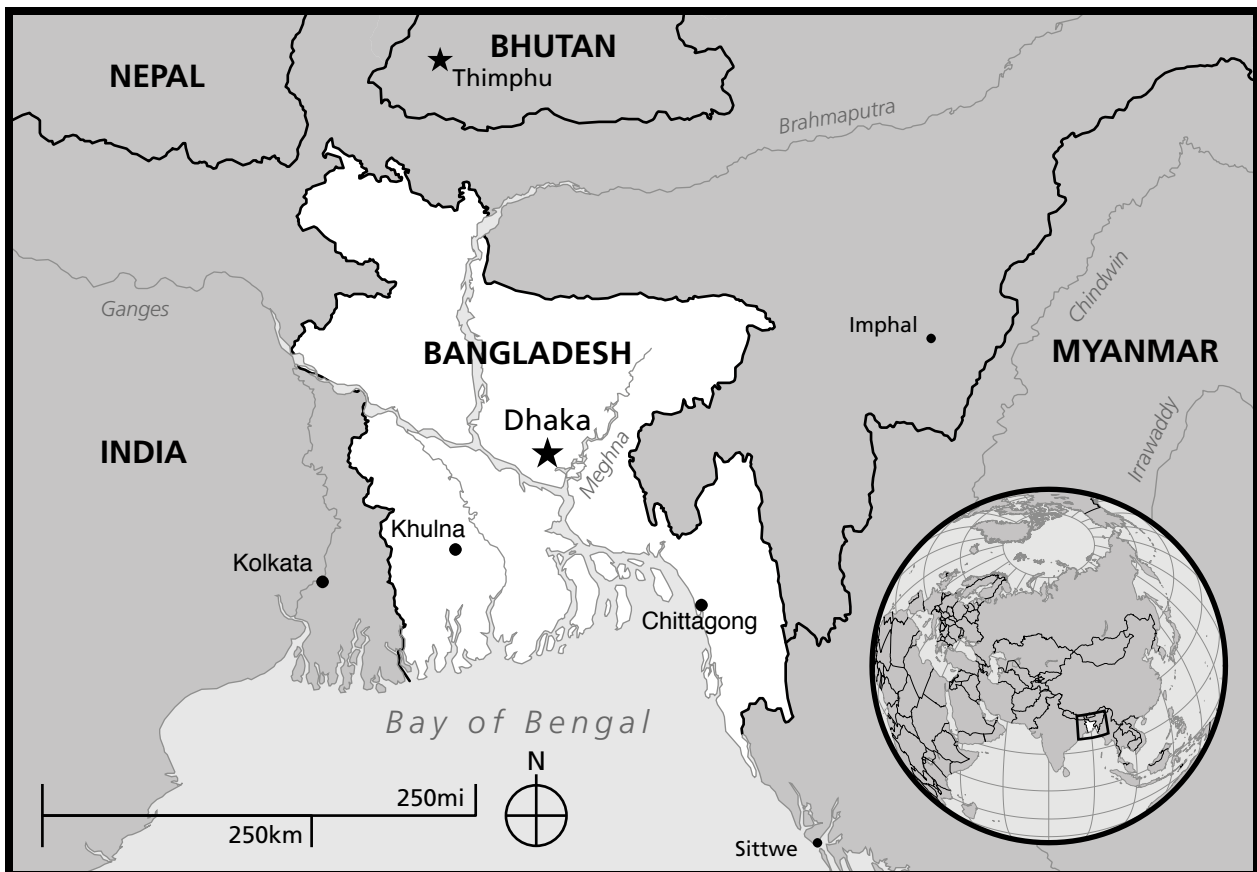 BHUTAN
Thimphu
NEPAL
Brahmaputra
Ganges
Chindwin
Imphal
BANGLADESH
MYANMAR
Dhaka
Meghna
Irrawaddy
INDIA
Khulna
Kolkata
Chittagong
Bay of Bengal
N
250mi
250km
Sittwe